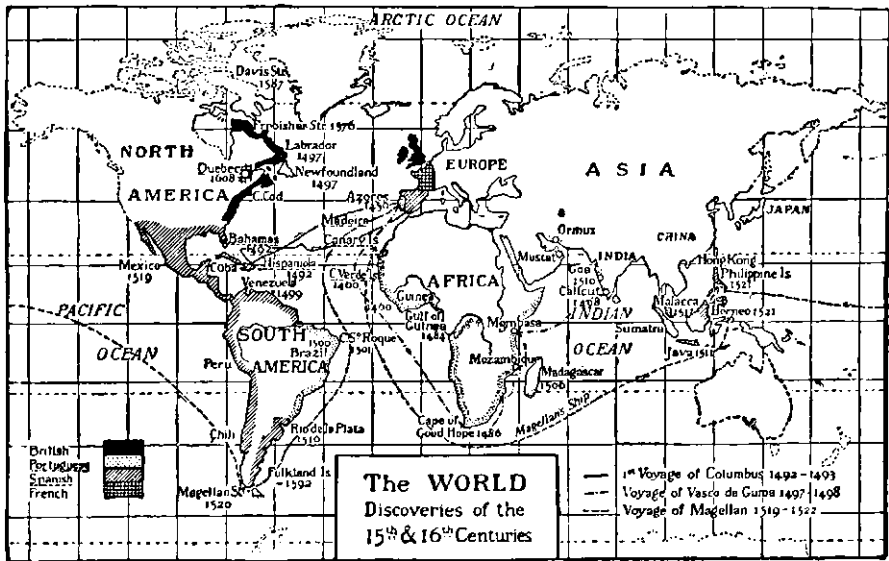 ARCTIC OCEAN
Davis Str.
1587
Frobisher Str. 1576
NORTH
AMERICA
Labrador
1497
Quebec
1608
Newfoundland
1497
C. Cod
EUROPE
ASIA
Azores
Madeira
Canary Is
Bahamas
1492
Mexico
1519
Cuba
Hispaniola
1492
Venezuela
1499
C. Verde Is
1460
AFRICA
Guinea
1460
Gulf of
Guinea
1484
Ormuz
Muscat
INDIA
Goa
1510
Calicut
1498
CHINA
JAPAN
Hong Kong
Philippine Is
1521
Malacca
1511
Borneo 1521
Sumatra
Java 1511
PACIFIC
OCEAN
SOUTH
AMERICA
1500
Brazil
C St Roque
1501
Peru
Mombasa
INDIAN
OCEAN
Mozambique
Madagascar
1506
Chili
Rio de la Plata
1510
Cape of
Good Hope 1486
Magellan's Ship
Falkland Is
1592
Magellan St.
1520
British
Portuguese
Spanish
French
The WORLD
Discoveries of the
15th & 16th Centuries
1st Voyage of Columbus 1492-1493
Voyage of Vasco de Gama 1497-1498
Voyage of Magellan 1519-1522